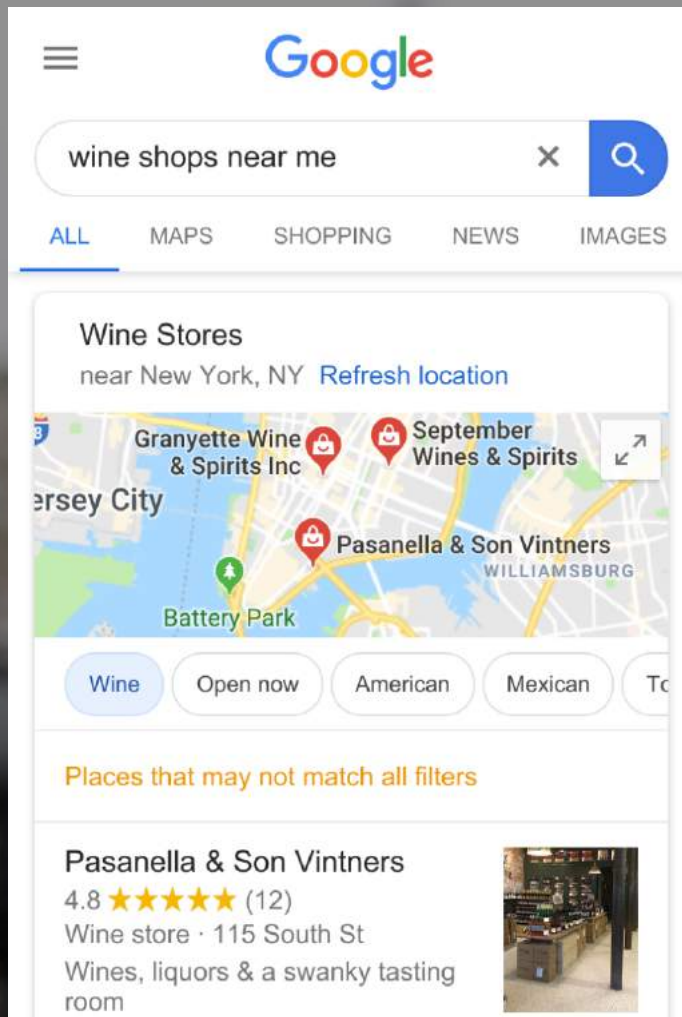 Google
wine shops near me
ALL MAPS SHOPPING NEWS IMAGES
Wine Stores
near New York, NY Refresh location
Granyette Wine
& Spirits Inc
September
Wines & Spirits
ersey City
Pasanella & Son Vintners
WILLIAMSBURG
Battery Park
Wine Open now American Mexican To
Places that may not match all filters
Pasanella & Son Vintners
4.8 ★★★★★ (12)
Wine store · 115 South St
Wines, liquors & a swanky tasting
room